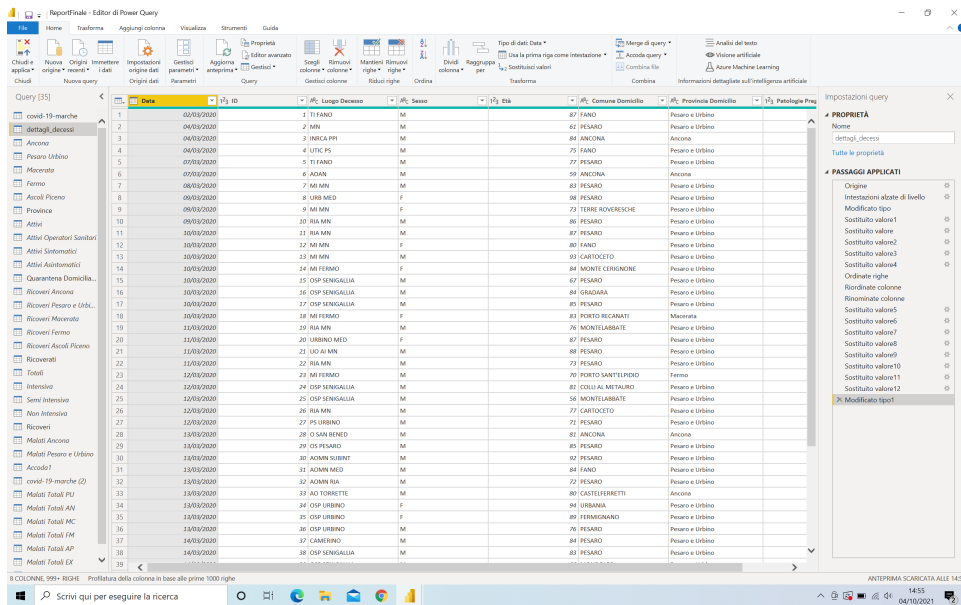 ReportFinale - Editor di Power Query
File Home Trasforma Aggiungi colonna Visualizza Strumenti Guida
Chiudi e applica
Nuova origine Origini recenti Immettere i dati
Impostazioni origine dati
Gestisci parametri
Aggiorna anteprima
Proprietà
Editor avanzato
Gestisci
Scegli colonne Rimuovi colonne
Mantieni righe Rimuovi righe
Dividi colonna Raggruppa per
Tipo di dati: Data
Usa la prima riga come intestazione
Sostituisci valori
Merge di query
Accoda query
Combina file
Analisi del testo
Visione artificiale
Azure Machine Learning
Chiudi Nuova query Origini dati Parametri Query Gestisci colonne Riduci righe Ordina Trasforma Combina Informazioni dettagliate sull'intelligenza artificiale
Query [35]
covid-19-marche
dettagli_decessi
Ancona
Pesaro Urbino
Macerata
Fermo
Ascoli Piceno
Province
Attivi
Attivi Operatori Sanitari
Attivi Sintomatici
Attivi Asintomatici
Quarantena Domicilia...
Ricoveri Ancona
Ricoveri Pesaro e Urbi...
Ricoveri Macerata
Ricoveri Fermo
Ricoveri Ascoli Piceno
Ricoverati
Totali
Intensiva
Semi Intensiva
Non Intensiva
Ricoveri
Malati Ancona
Malati Pesaro e Urbino
Accoda1
covid-19-marche (2)
Malati Totali PU
Malati Totali AN
Malati Totali MC
Malati Totali FM
Malati Totali AP
Malati Totali EX
Date 1²3 ID AᴮC Luogo Decesso AᴮC Sesso 1²3 Età AᴮC Comune Domicilio AᴮC Provincia Domicilio 1²3 Patologie Preg
1 02/03/2020 1 TI FANO M 87 FANO Pesaro e Urbino
2 04/03/2020 2 MN M 61 PESARO Pesaro e Urbino
3 04/03/2020 3 INRCA PPI M 84 ANCONA Ancona
4 04/03/2020 4 UTIC PS M 75 FANO Pesaro e Urbino
5 07/03/2020 5 TI FANO M 77 PESARO Pesaro e Urbino
6 07/03/2020 6 AOAN M 59 ANCONA Ancona
7 08/03/2020 7 MI MN M 83 PESARO Pesaro e Urbino
8 09/03/2020 8 URB MED F 98 PESARO Pesaro e Urbino
9 09/03/2020 9 MI MN F 73 TERRE ROVERESCHE Pesaro e Urbino
10 09/03/2020 10 RIA MN M 86 PESARO Pesaro e Urbino
11 10/03/2020 11 RIA MN M 87 PESARO Pesaro e Urbino
12 10/03/2020 12 MI MN F 80 FANO Pesaro e Urbino
13 10/03/2020 13 MI MN M 93 CARTOCETO Pesaro e Urbino
14 10/03/2020 14 MI FERMO F 84 MONTE CERIGNONE Pesaro e Urbino
15 10/03/2020 15 OSP SENIGALLIA M 67 PESARO Pesaro e Urbino
16 10/03/2020 16 OSP SENIGALLIA M 84 GRADARA Pesaro e Urbino
17 10/03/2020 17 OSP SENIGALLIA M 85 PESARO Pesaro e Urbino
18 10/03/2020 18 MI FERMO F 83 PORTO RECANATI Macerata
19 11/03/2020 19 RIA MN M 76 MONTELABBATE Pesaro e Urbino
20 11/03/2020 20 URBINO MED F 87 PESARO Pesaro e Urbino
21 11/03/2020 21 UO AI MN M 88 PESARO Pesaro e Urbino
22 11/03/2020 22 RIA MN M 73 PESARO Pesaro e Urbino
23 12/03/2020 23 MI FERMO M 70 PORTO SANT'ELPIDIO Fermo
24 12/03/2020 24 OSP SENIGALLIA M 81 COLLI AL METAURO Pesaro e Urbino
25 12/03/2020 25 OSP SENIGALLIA M 56 MONTELABBATE Pesaro e Urbino
26 12/03/2020 26 RIA MN M 77 CARTOCETO Pesaro e Urbino
27 12/03/2020 27 PS URBINO M 71 PESARO Pesaro e Urbino
28 13/03/2020 28 O SAN BENED M 81 ANCONA Ancona
29 13/03/2020 29 OS PESARO M 85 PESARO Pesaro e Urbino
30 13/03/2020 30 AOMN SUBINT M 92 PESARO Pesaro e Urbino
31 13/03/2020 31 AOMN MED M 84 FANO Pesaro e Urbino
32 13/03/2020 32 AOMN RIA M 72 PESARO Pesaro e Urbino
33 13/03/2020 33 AO TORRETTE M 80 CASTELFERRETTI Ancona
34 13/03/2020 34 OSP URBINO F 94 URBANIA Pesaro e Urbino
35 13/03/2020 35 OSP URBINO F 89 FERMIGNANO Pesaro e Urbino
36 13/03/2020 36 OSP URBINO M 76 PESARO Pesaro e Urbino
37 14/03/2020 37 CAMERINO M 84 PESARO Pesaro e Urbino
38 14/03/2020 38 OSP SENIGALLIA M 83 PESARO Pesaro e Urbino
39
Impostazioni query
PROPRIETÀ
Nome
dettagli_decessi
Tutte le proprietà
PASSAGGI APPLICATI
Origine
Intestazioni alzate di livello
Modificato tipo
Sostituito valore1
Sostituito valore
Sostituito valore2
Sostituito valore3
Sostituito valore4
Ordinate righe
Riordinate colonne
Rinominate colonne
Sostituito valore5
Sostituito valore6
Sostituito valore7
Sostituito valore8
Sostituito valore9
Sostituito valore10
Sostituito valore11
Sostituito valore12
Modificato tipo1
8 COLONNE, 999+ RIGHE Profilatura della colonna in base alle prime 1000 righe
ANTEPRIMA SCARICATA ALLE 14:5
Scrivi qui per eseguire la ricerca
14:55
04/10/2021
2